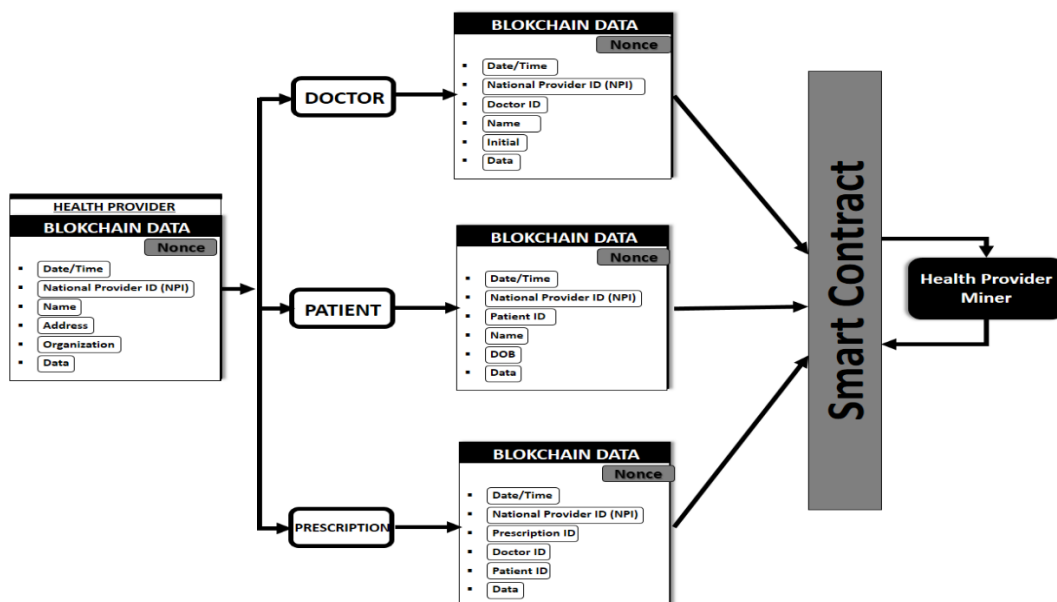 HEALTH PROVIDER
BLOKCHAIN DATA
Nonce
Date/Time
National Provider ID (NPI)
Name
Address
Organization
Data
DOCTOR
BLOKCHAIN DATA
Nonce
Date/Time
National Provider ID (NPI)
Doctor ID
Name
Initial
Data
PATIENT
BLOKCHAIN DATA
Nonce
Date/Time
National Provider ID (NPI)
Patient ID
Name
DOB
Data
PRESCRIPTION
BLOKCHAIN DATA
Nonce
Date/Time
National Provider ID (NPI)
Prescription ID
Doctor ID
Patient ID
Data
Smart Contract
Health Provider
Miner